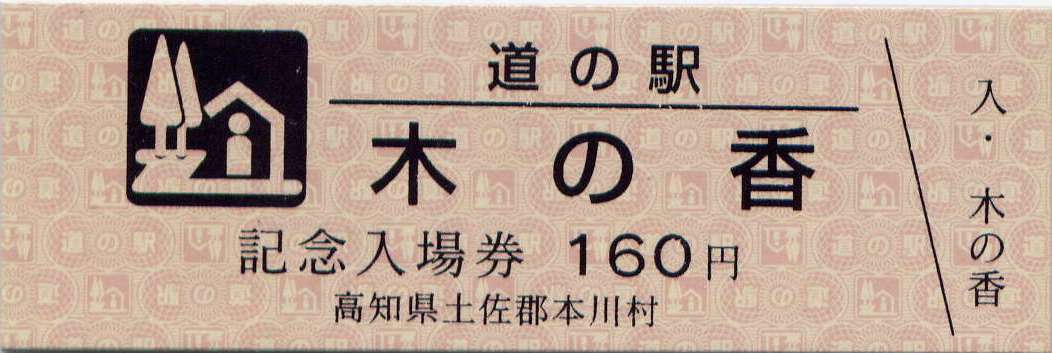 道の駅
木の香
記念入場券 160円
高知県土佐郡本川村
入・木の香